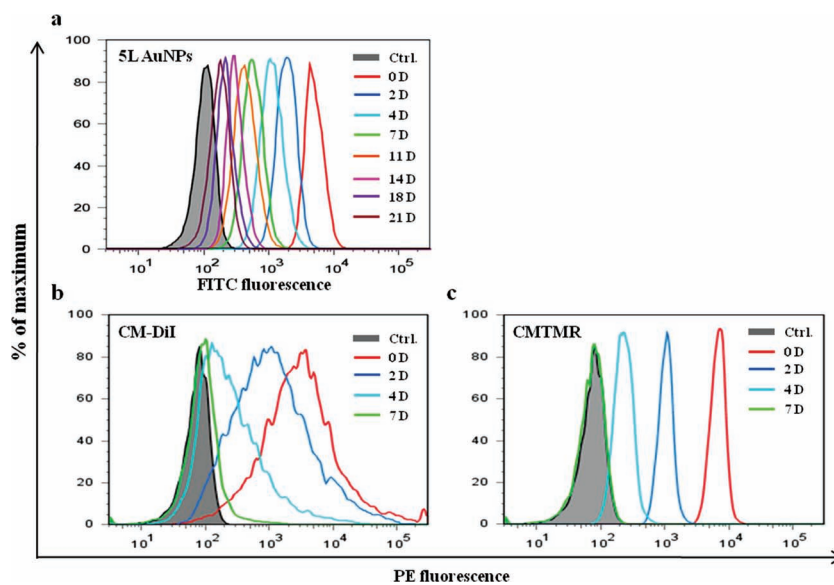 a
5L AuNPs
100
80
60
40
20
0
Ctrl.
0 D
2 D
4 D
7 D
11 D
14 D
18 D
21 D
10¹ 10² 10³ 10⁴ 10⁵
FITC fluorescence
% of maximum
b
CM-DiI
100
80
60
40
20
0
Ctrl.
0 D
2 D
4 D
7 D
10¹ 10² 10³ 10⁴ 10⁵
c
CMTMR
100
80
60
40
20
0
Ctrl.
0 D
2 D
4 D
7 D
10¹ 10² 10³ 10⁴ 10⁵
PE fluorescence